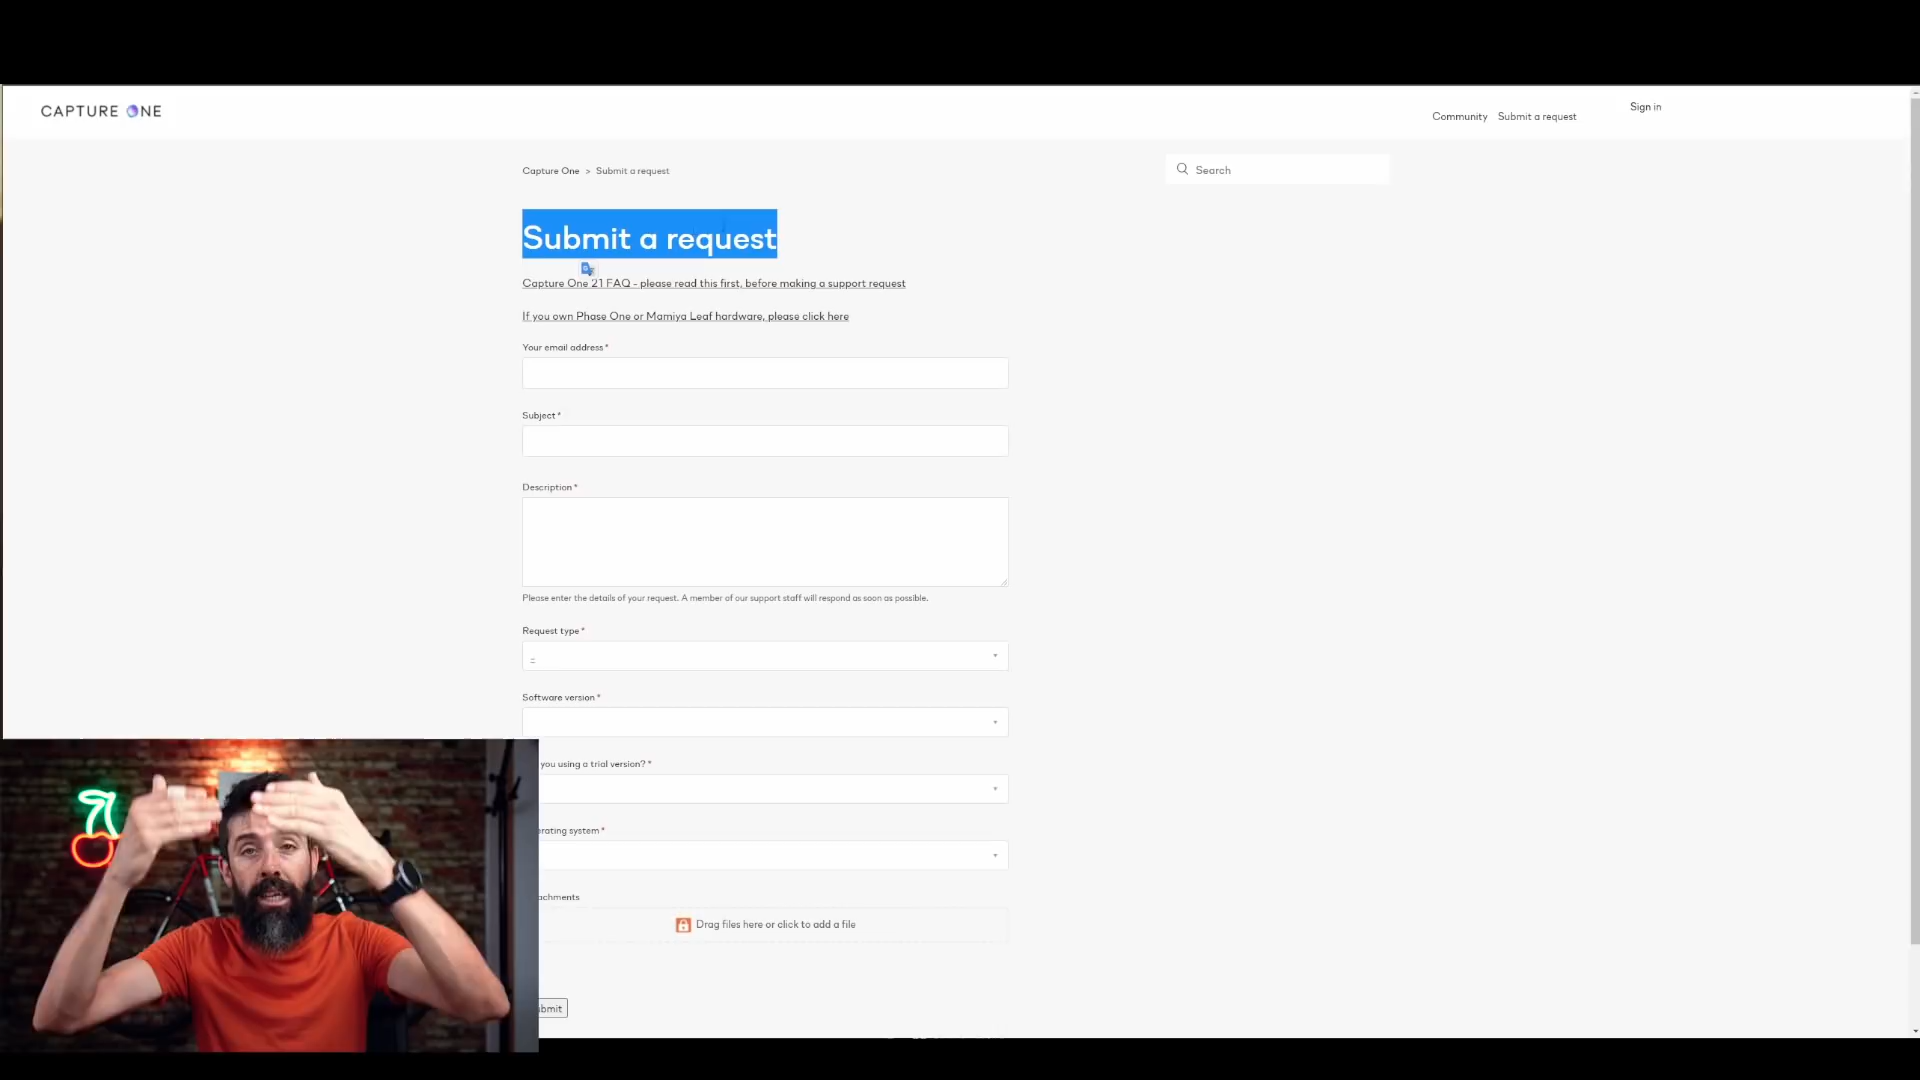 CAPTURE ONE
Community
Submit a request
Sign in
Capture One > Submit a request
Search
Submit a request
Capture One 21 FAQ - please read this first, before making a support request
If you own Phase One or Mamiya Leaf hardware, please click here
Your email address *
Subject *
Description *
Please enter the details of your request. A member of our support staff will respond as soon as possible.
Request type *
-
Software version *
you using a trial version? *
erating system *
achments
Drag files here or click to add a file
ubmit